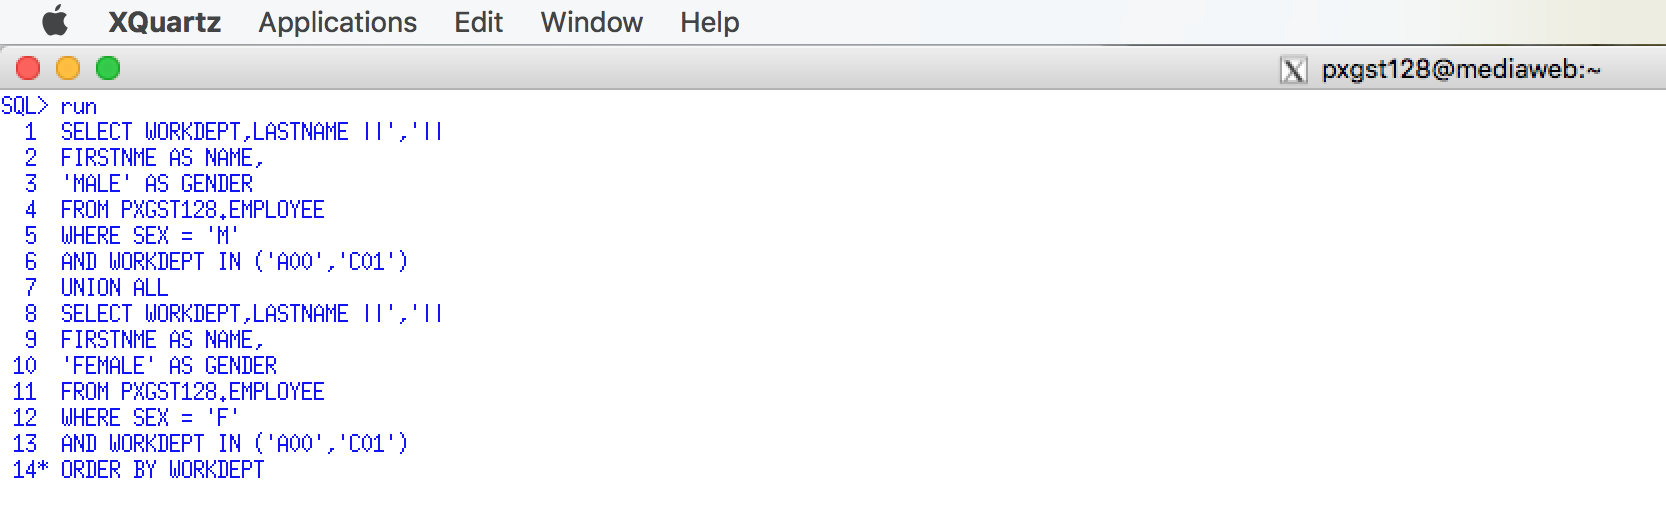 XQuartz Applications Edit Window Help
X pxgst128@mediaweb:~
SQL> run
1 SELECT WORKDEPT,LASTNAME ||','||
2 FIRSTNME AS NAME,
3 'MALE' AS GENDER
4 FROM PXGST128.EMPLOYEE
5 WHERE SEX = 'M'
6 AND WORKDEPT IN ('A00','C01')
7 UNION ALL
8 SELECT WORKDEPT,LASTNAME ||','||
9 FIRSTNME AS NAME,
10 'FEMALE' AS GENDER
11 FROM PXGST128.EMPLOYEE
12 WHERE SEX = 'F'
13 AND WORKDEPT IN ('A00','C01')
14* ORDER BY WORKDEPT